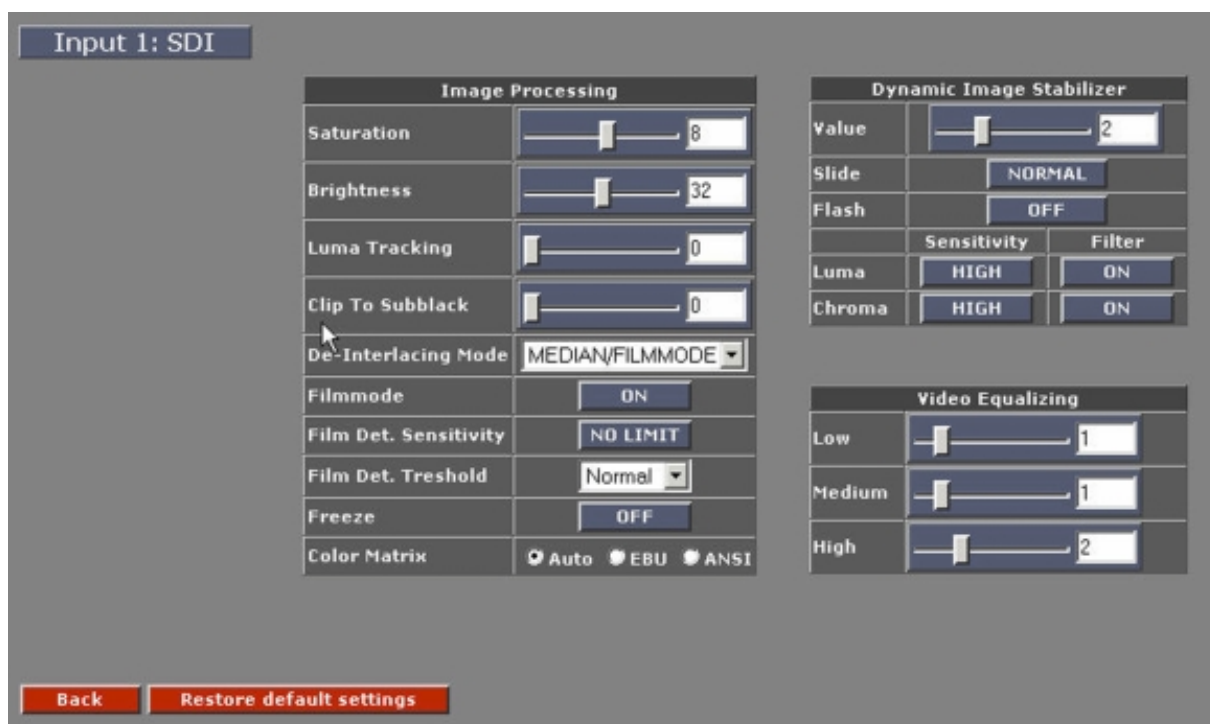 Input 1: SDI
Image Processing
Saturation 8
Brightness 32
Luma Tracking 0
Clip To Subblack 0
De-Interlacing Mode MEDIAN/FILMMODE
Filmmode ON
Film Det. Sensitivity NO LIMIT
Film Det. Treshold Normal
Freeze OFF
Color Matrix Auto EBU ANSI
Dynamic Image Stabilizer
Value 2
Slide NORMAL
Flash OFF
Sensitivity Filter
Luma HIGH ON
Chroma HIGH ON
Video Equalizing
Low 1
Medium 1
High 2
Back Restore default settings